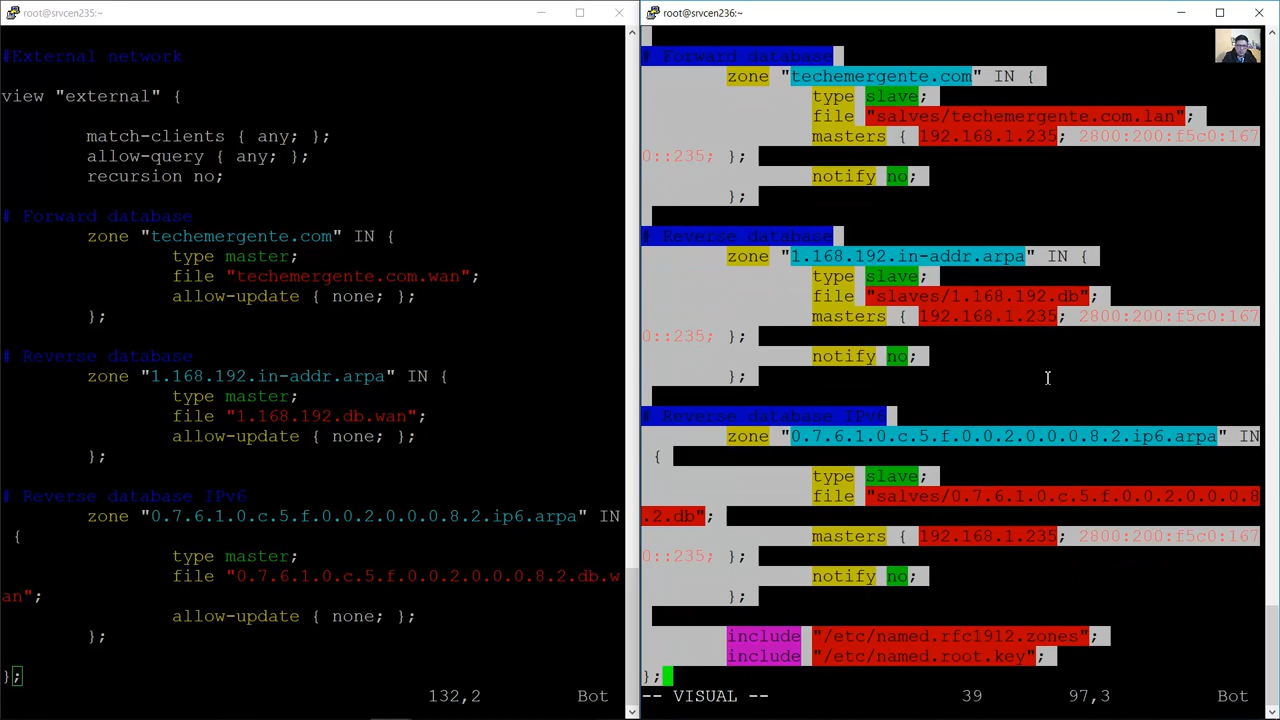 root@srvcen235:~
#External network
view "external" {
match-clients { any; };
allow-query { any; };
recursion no;
# Forward database
zone "techemergente.com" IN {
type master;
file "techemergente.com.wan";
allow-update { none; };
};
# Reverse database
zone "1.168.192.in-addr.arpa" IN {
type master;
file "1.168.192.db.wan";
allow-update { none; };
};
# Reverse database IPv6
zone "0.7.6.1.0.c.5.f.0.0.2.0.0.0.8.2.ip6.arpa" IN
{
type master;
file "0.7.6.1.0.c.5.f.0.0.2.0.0.0.8.2.db.w
an";
allow-update { none; };
};
};
132,2 Bot
root@srvcen236:~
# Forward database
zone "techemergente.com" IN {
type slave;
file "salves/techemergente.com.lan";
masters { 192.168.1.235; 2800:200:f5c0:167
0::235; };
notify no;
};
# Reverse database
zone "1.168.192.in-addr.arpa" IN {
type slave;
file "slaves/1.168.192.db";
masters { 192.168.1.235; 2800:200:f5c0:167
0::235; };
notify no;
};
# Reverse database IPv6
zone "0.7.6.1.0.c.5.f.0.0.2.0.0.0.8.2.ip6.arpa" IN
{
type slave;
file "salves/0.7.6.1.0.c.5.f.0.0.2.0.0.0.8
.2.db";
masters { 192.168.1.235; 2800:200:f5c0:167
0::235; };
notify no;
};
include "/etc/named.rfc1912.zones";
include "/etc/named.root.key";
};
-- VISUAL -- 39 97,3 Bot